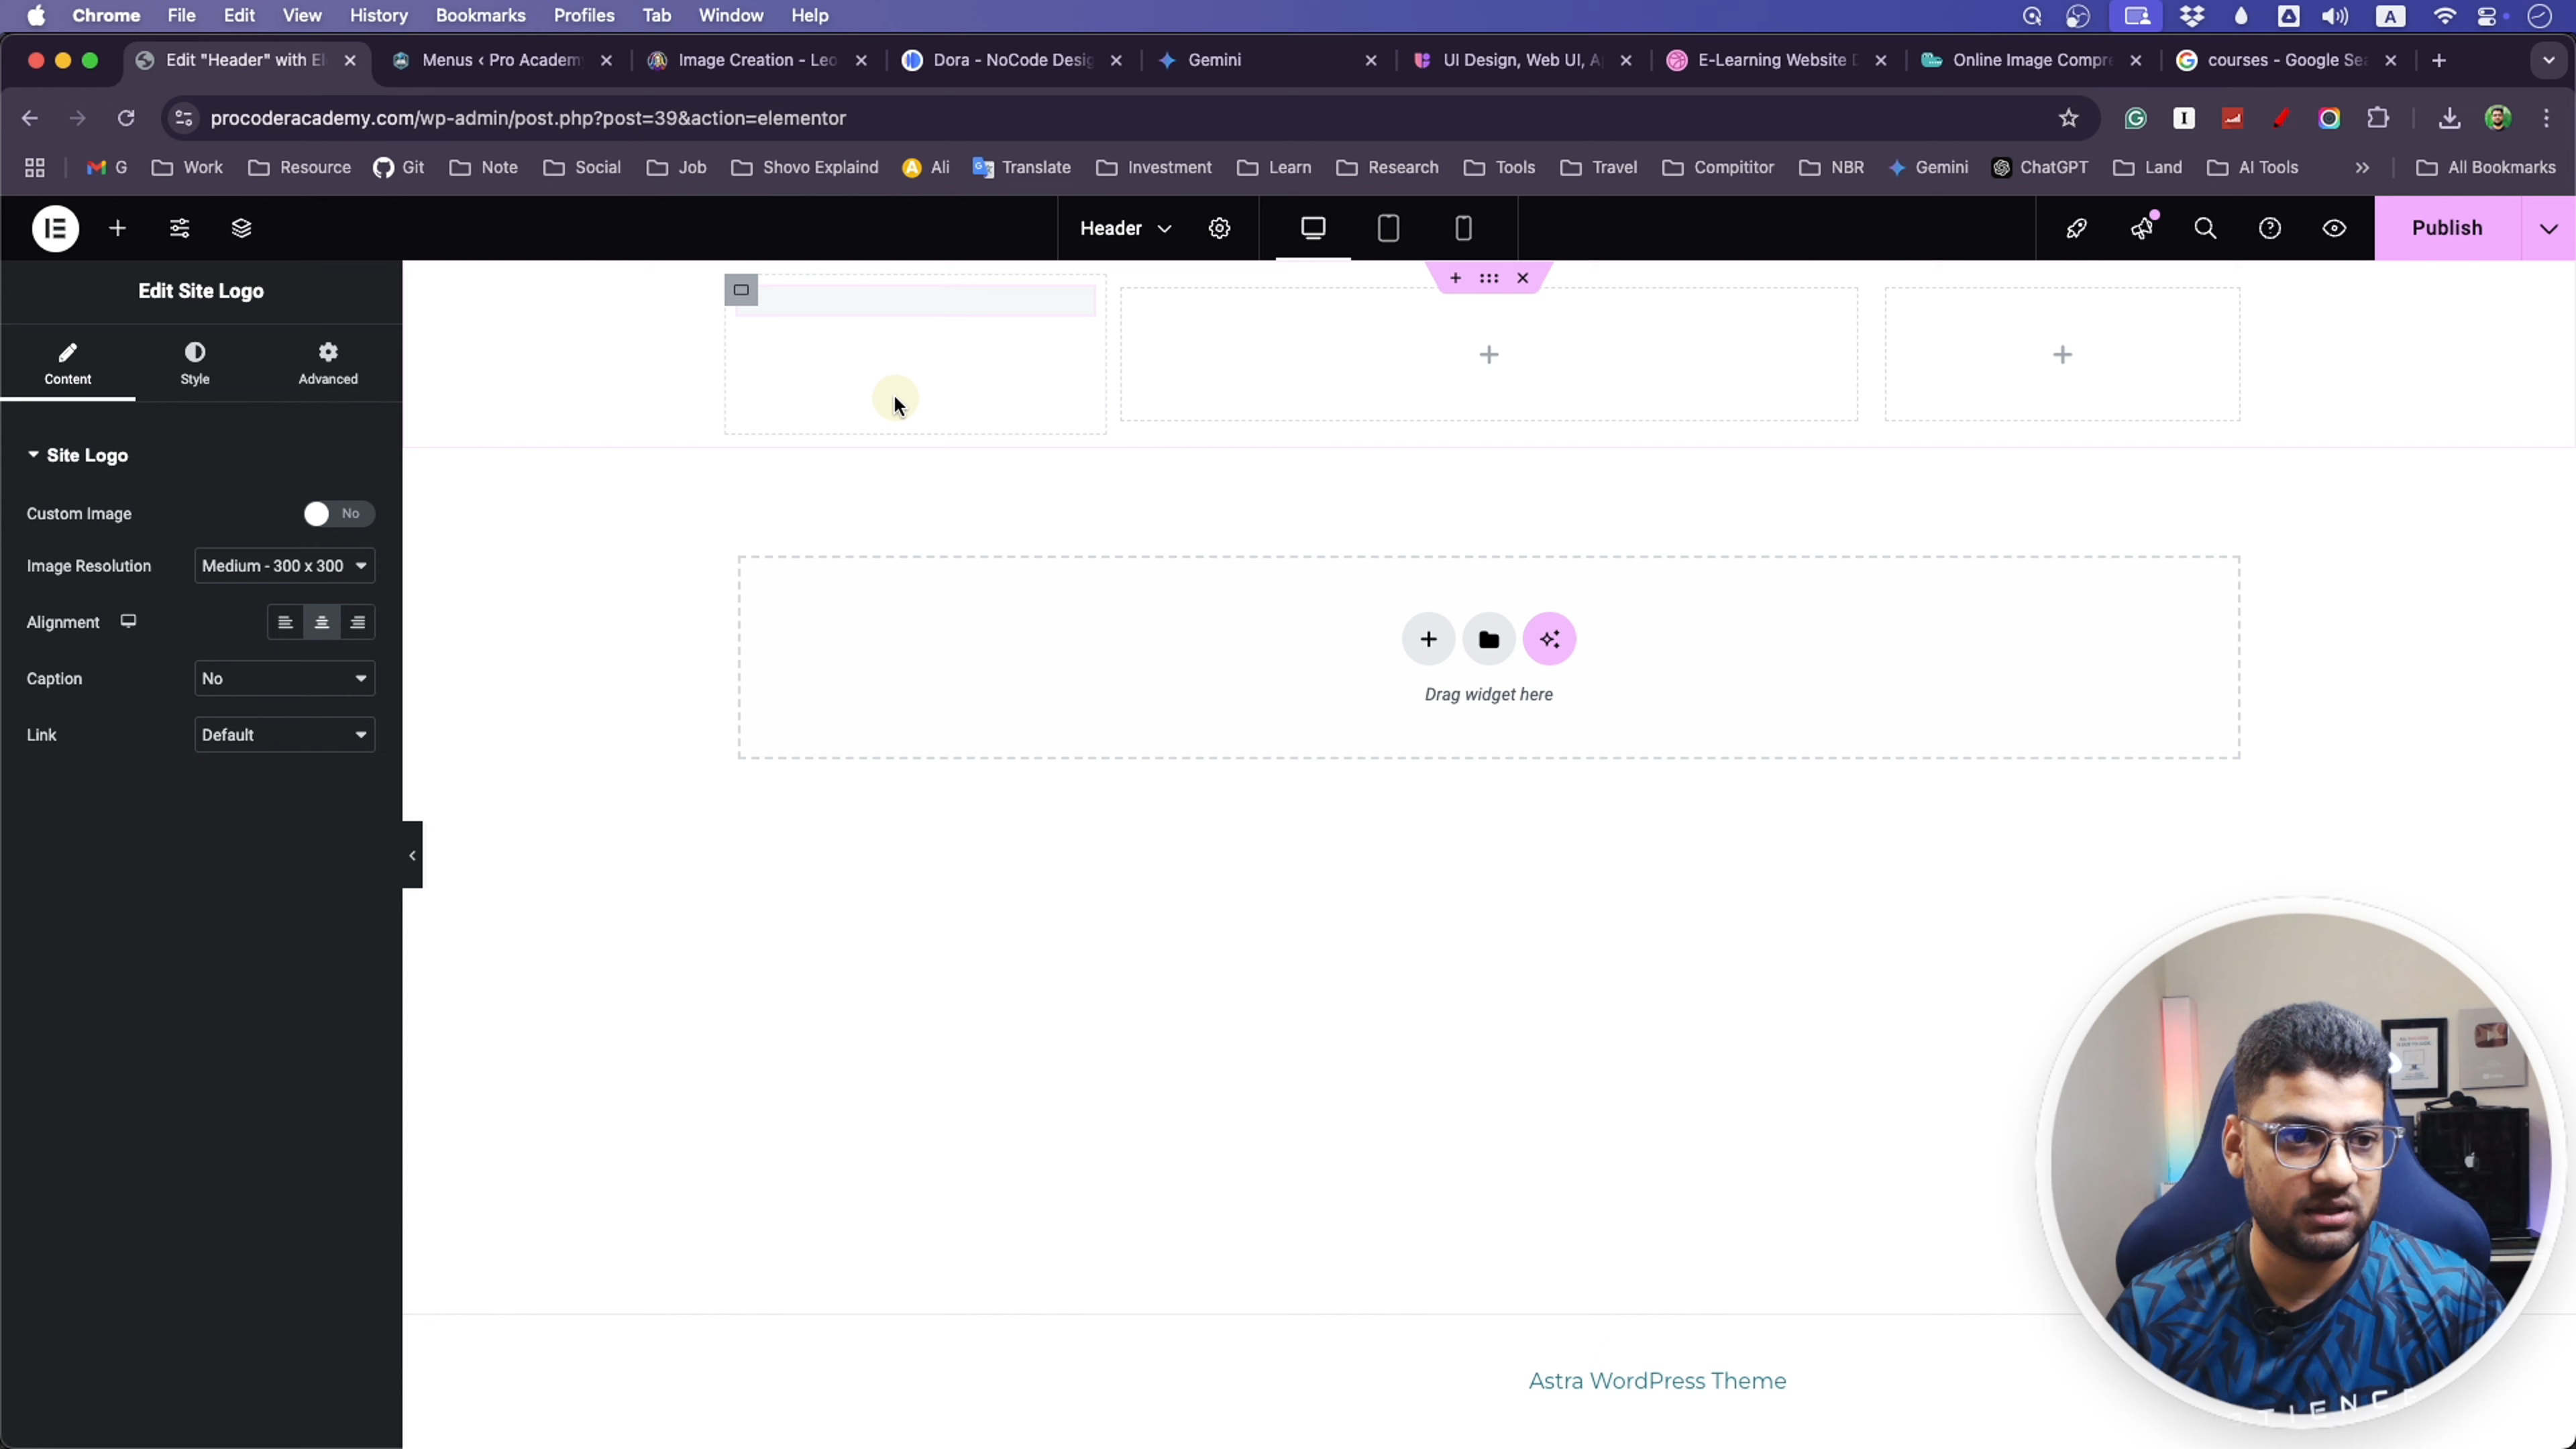 Chrome File Edit View History Bookmarks Profiles Tab Window Help
Edit "Header" with El Menus ‹ Pro Academ Image Creation - Leo Dora - NoCode Desig Gemini UI Design, Web UI, A E-Learning Website D Online Image Compr courses - Google Sea
procoderacademy.com/wp-admin/post.php?post=39&action=elementor
G Work Resource Git Note Social Job Shovo Explaind Ali Translate Investment Learn Research Tools Travel Compititor NBR Gemini ChatGPT Land AI Tools All Bookmarks
Header Publish
Edit Site Logo
Content Style Advanced
Site Logo
Custom Image No
Image Resolution Medium - 300 x 300
Alignment
Caption No
Link Default
Drag widget here
Astra WordPress Theme